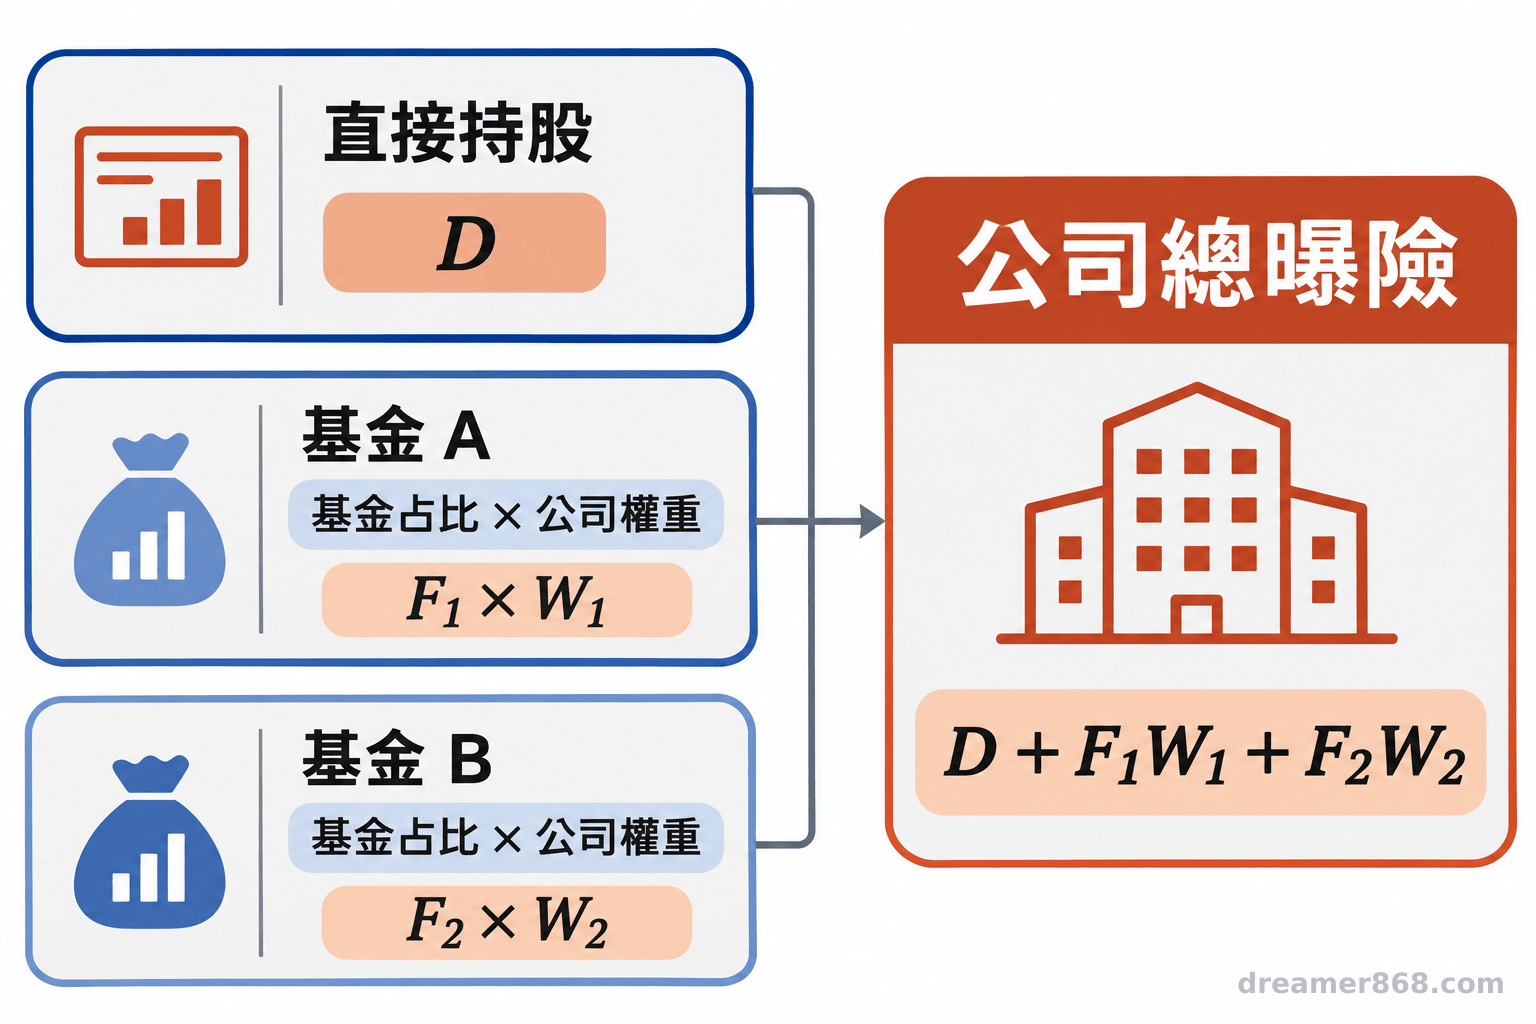 直接持股
D
基金 A
基金占比 × 公司權重
F₁ × W₁
基金 B
基金占比 × 公司權重
F₂ × W₂
公司總曝險
D + F₁W₁ + F₂W₂
dreamer868.com